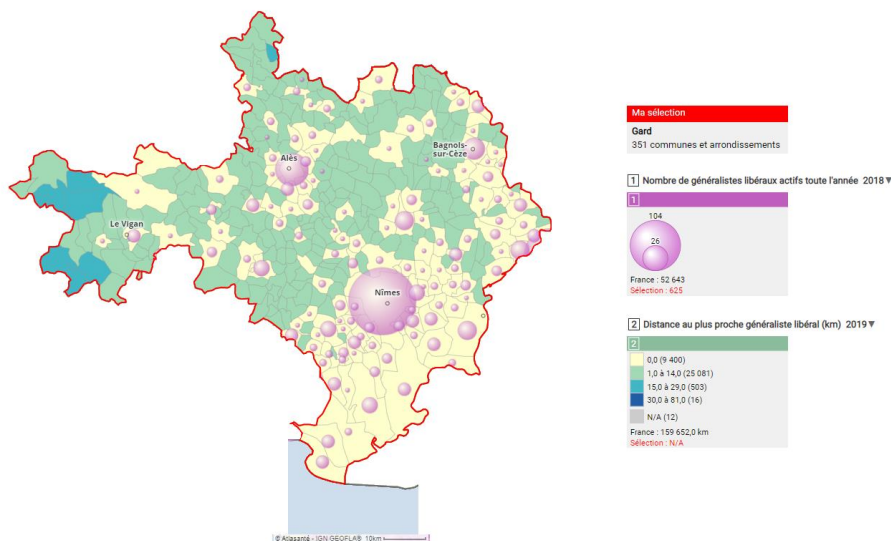 Alès
Bagnols-
sur-Cèze
Le Vigan
Nîmes
© Atlasanté - IGN GEOFLA® 10km
Ma sélection
Gard
351 communes et arrondissements
1 Nombre de généralistes libéraux actifs toute l'année 2018▼
1
104
26
France : 52 643
Sélection : 625
2 Distance au plus proche généraliste libéral (km) 2019▼
2
0,0 (9 400)
1,0 à 14,0 (25 081)
15,0 à 29,0 (503)
30,0 à 81,0 (16)
N/A (12)
France : 159 652,0 km
Sélection : N/A